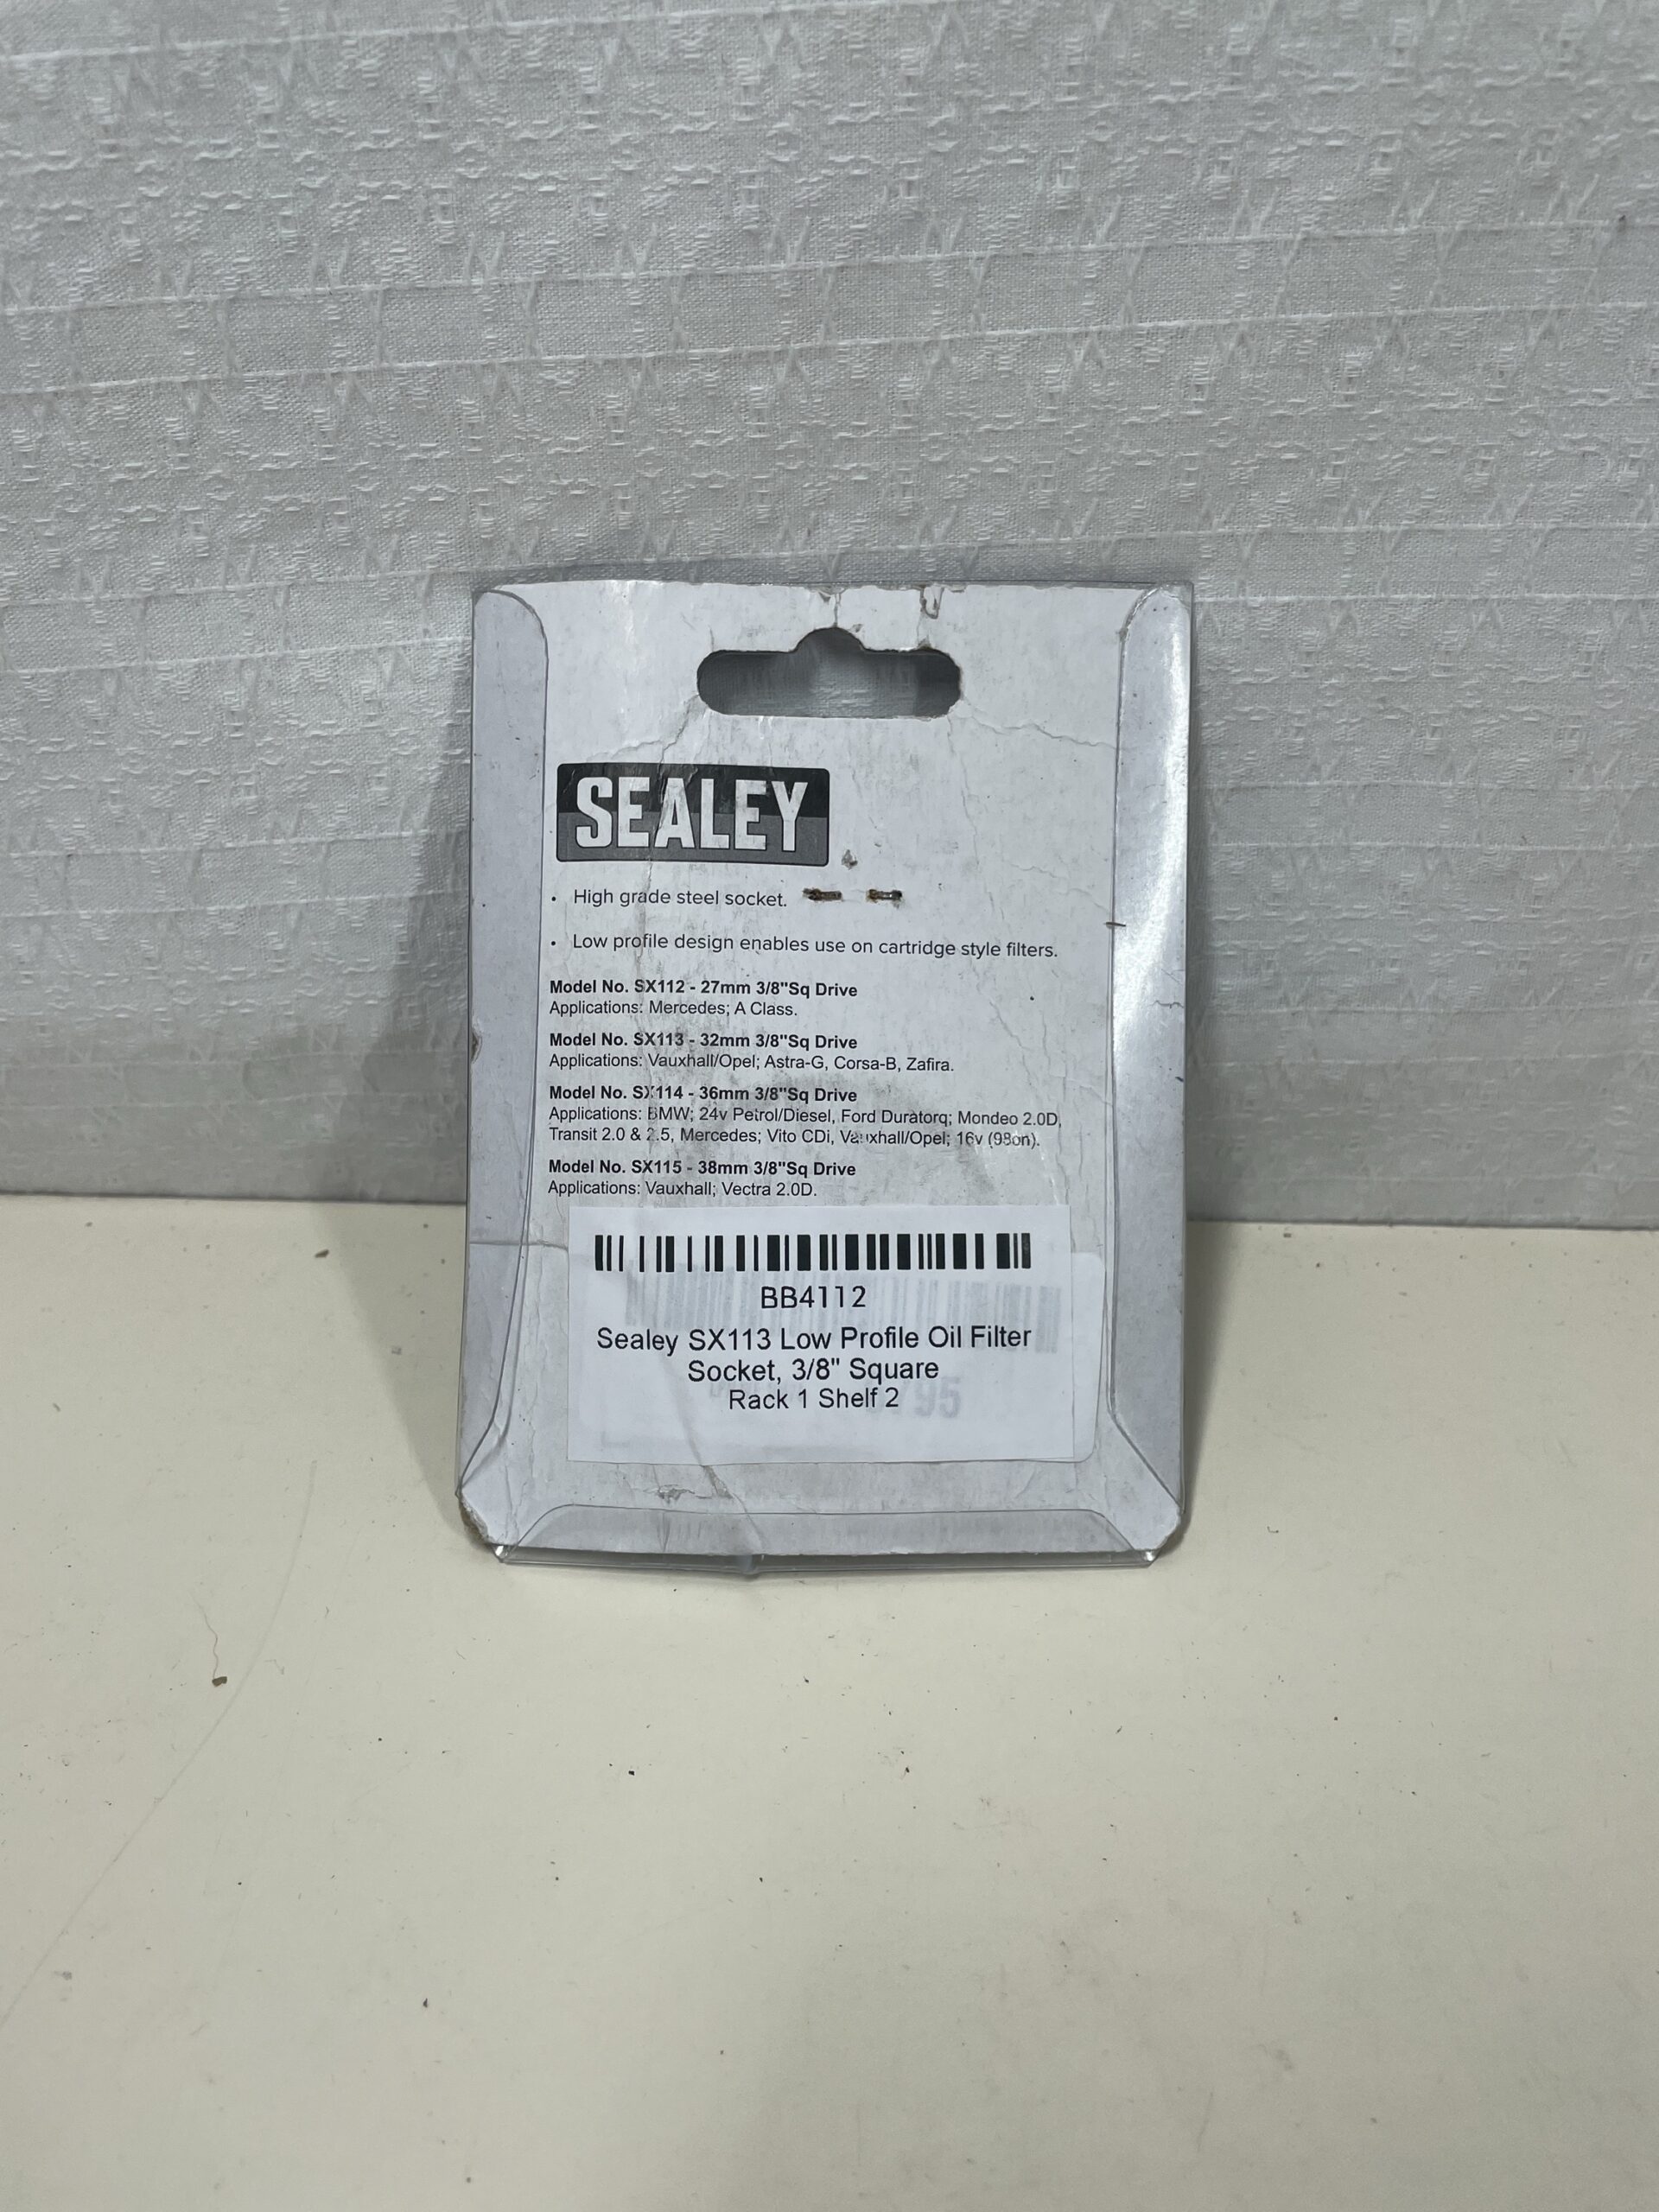 SEALEY
• High grade steel socket.
• Low profile design enables use on cartridge style filters.
Model No. SX112 - 27mm 3/8"Sq Drive
Applications: Mercedes; A Class.
Model No. SX113 - 32mm 3/8"Sq Drive
Applications: Vauxhall/Opel; Astra-G, Corsa-B, Zafira.
Model No. SX114 - 36mm 3/8"Sq Drive
Applications: BMW; 24v Petrol/Diesel, Ford Duratorq; Mondeo 2.0D,
Transit 2.0 & 2.5, Mercedes; Vito CDi, Vauxhall/Opel; 16v (98on).
Model No. SX115 - 38mm 3/8"Sq Drive
Applications: Vauxhall; Vectra 2.0D.
BB4112
Sealey SX113 Low Profile Oil Filter
Socket, 3/8" Square
Rack 1 Shelf 2